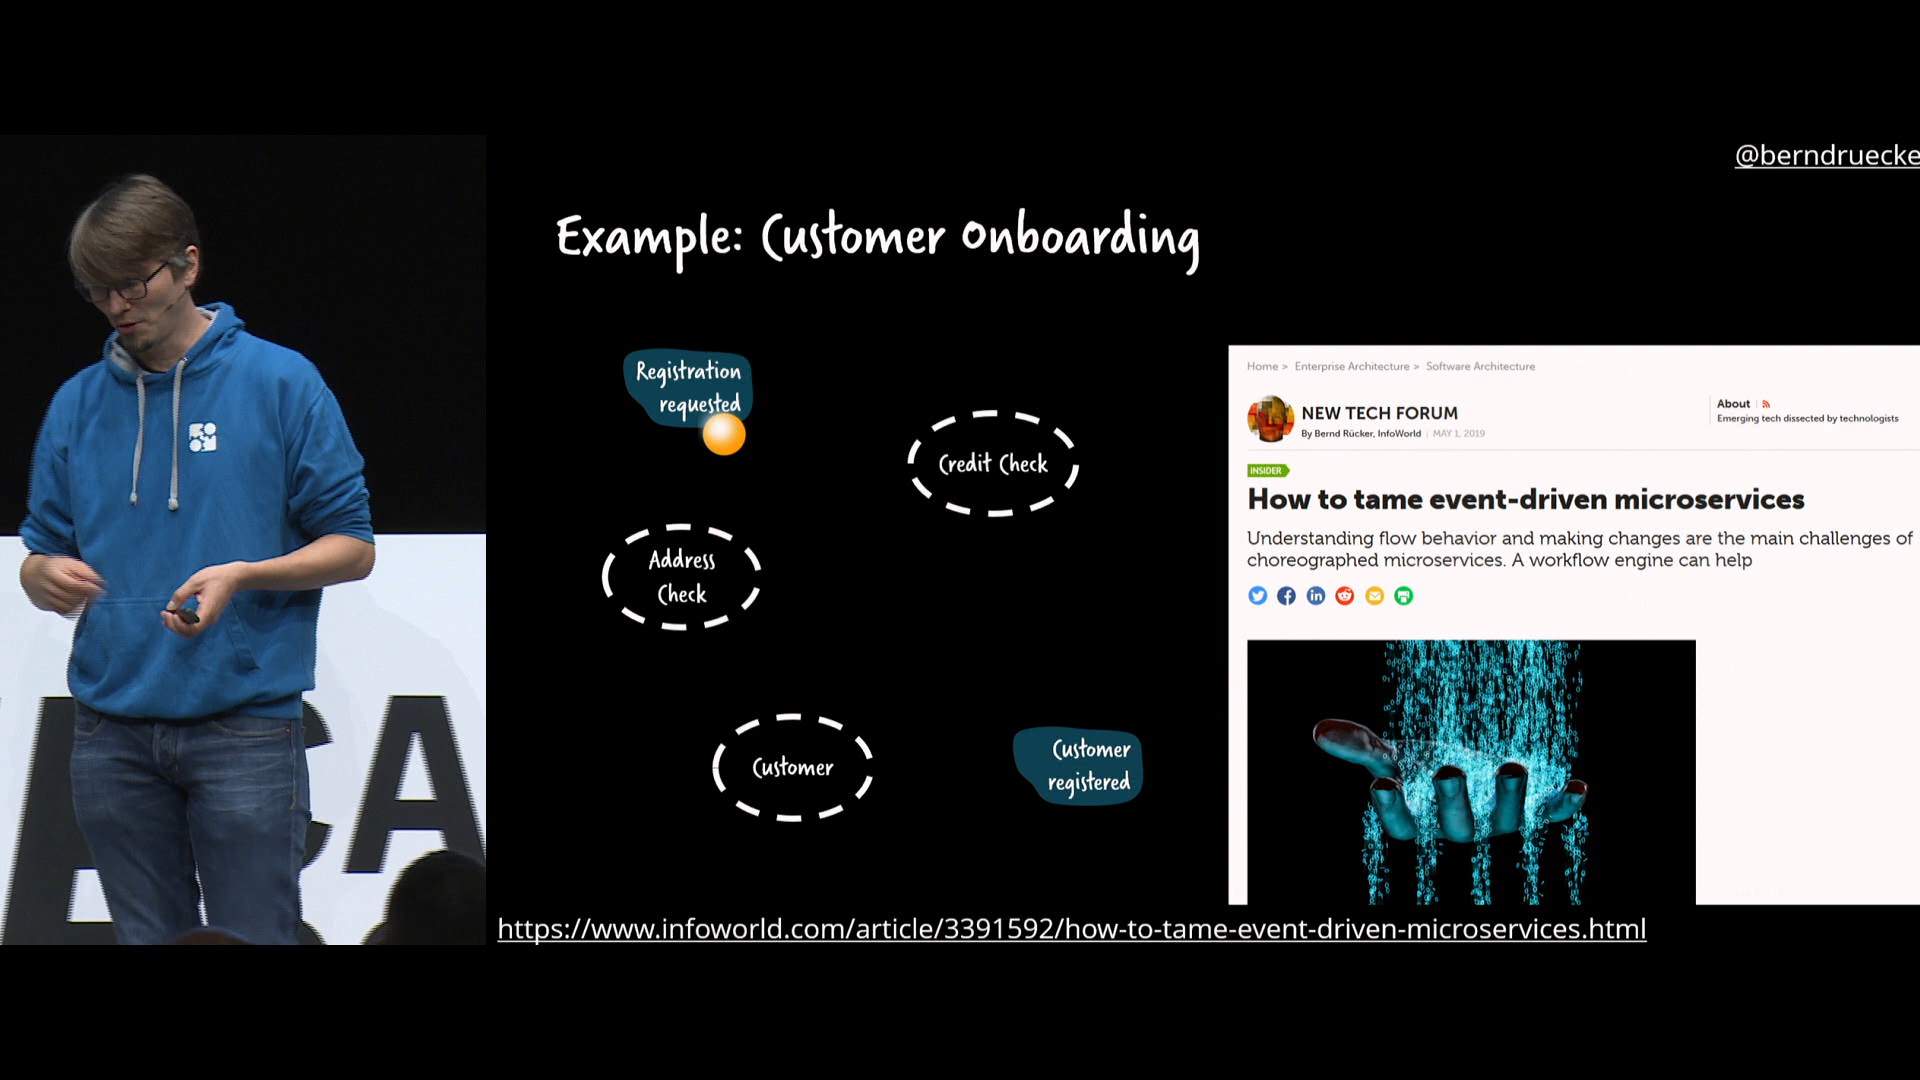 @berndruecke
Example: Customer Onboarding
Registration
requested
Credit Check
Address
Check
Customer
Customer
registered
Home > Enterprise Architecture > Software Architecture
NEW TECH FORUM
By Bernd Rücker, InfoWorld | MAY 1, 2019
About
Emerging tech dissected by technologists
INSIDER
How to tame event-driven microservices
Understanding flow behavior and making changes are the main challenges of
choreographed microservices. A workflow engine can help
https://www.infoworld.com/article/3391592/how-to-tame-event-driven-microservices.html